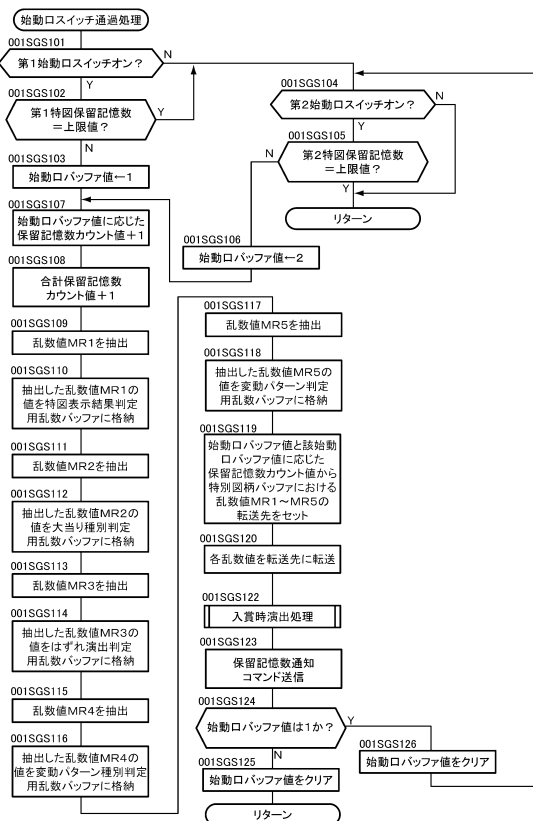 始動口スイッチ通過処理
001SGS101
第1始動口スイッチオン?
N
Y
001SGS102
第1特図保留記憶数
=上限値?
Y
N
001SGS103
始動口バッファ値←1
001SGS104
第2始動口スイッチオン?
N
Y
001SGS105
第2特図保留記憶数
=上限値?
N
Y
リターン
001SGS106
始動口バッファ値←2
001SGS107
始動口バッファ値に応じた
保留記憶数カウント値+1
001SGS108
合計保留記憶数
カウント値+1
001SGS109
乱数値MR1を抽出
001SGS110
抽出した乱数値MR1の
値を特図表示結果判定
用乱数バッファに格納
001SGS111
乱数値MR2を抽出
001SGS112
抽出した乱数値MR2の
値を大当り種別判定
用乱数バッファに格納
001SGS113
乱数値MR3を抽出
001SGS114
抽出した乱数値MR3の
値をはずれ演出判定
用乱数バッファに格納
001SGS115
乱数値MR4を抽出
001SGS116
抽出した乱数値MR4の
値を変動パターン種別判定
用乱数バッファに格納
001SGS117
乱数値MR5を抽出
001SGS118
抽出した乱数値MR5の
値を変動パターン判定
用乱数バッファに格納
001SGS119
始動口バッファ値と該始動
口バッファ値に応じた
保留記憶数カウント値から
特別図柄バッファにおける
乱数値MR1~MR5の
転送先をセット
001SGS120
各乱数値を転送先に転送
001SGS122
入賞時演出処理
001SGS123
保留記憶数通知
コマンド送信
001SGS124
始動口バッファ値は1か?
Y
N
001SGS125
始動口バッファ値をクリア
リターン
001SGS126
始動口バッファ値をクリア